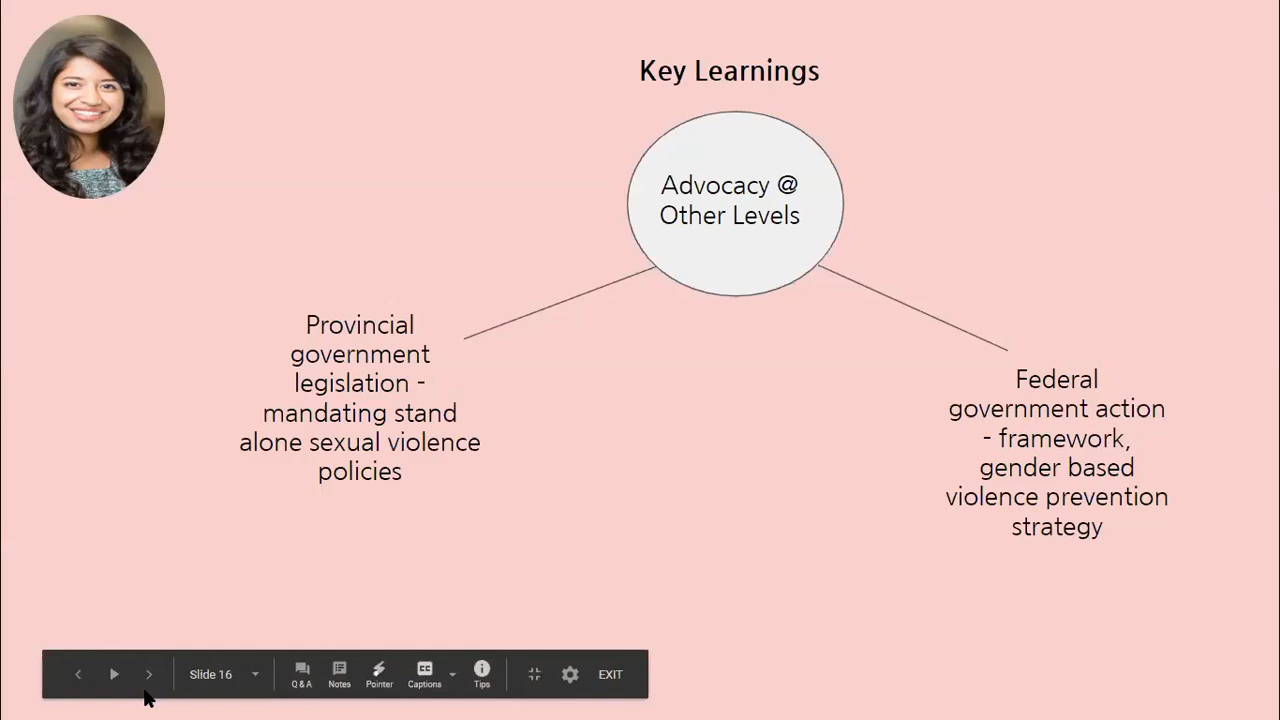 Key Learnings
Advocacy @
Other Levels
Provincial
government
legislation -
mandating stand
alone sexual violence
policies
Federal
government action
- framework,
gender based
violence prevention
strategy
Slide 16
Q & A
Notes
Pointer
CC
Captions
Tips
EXIT